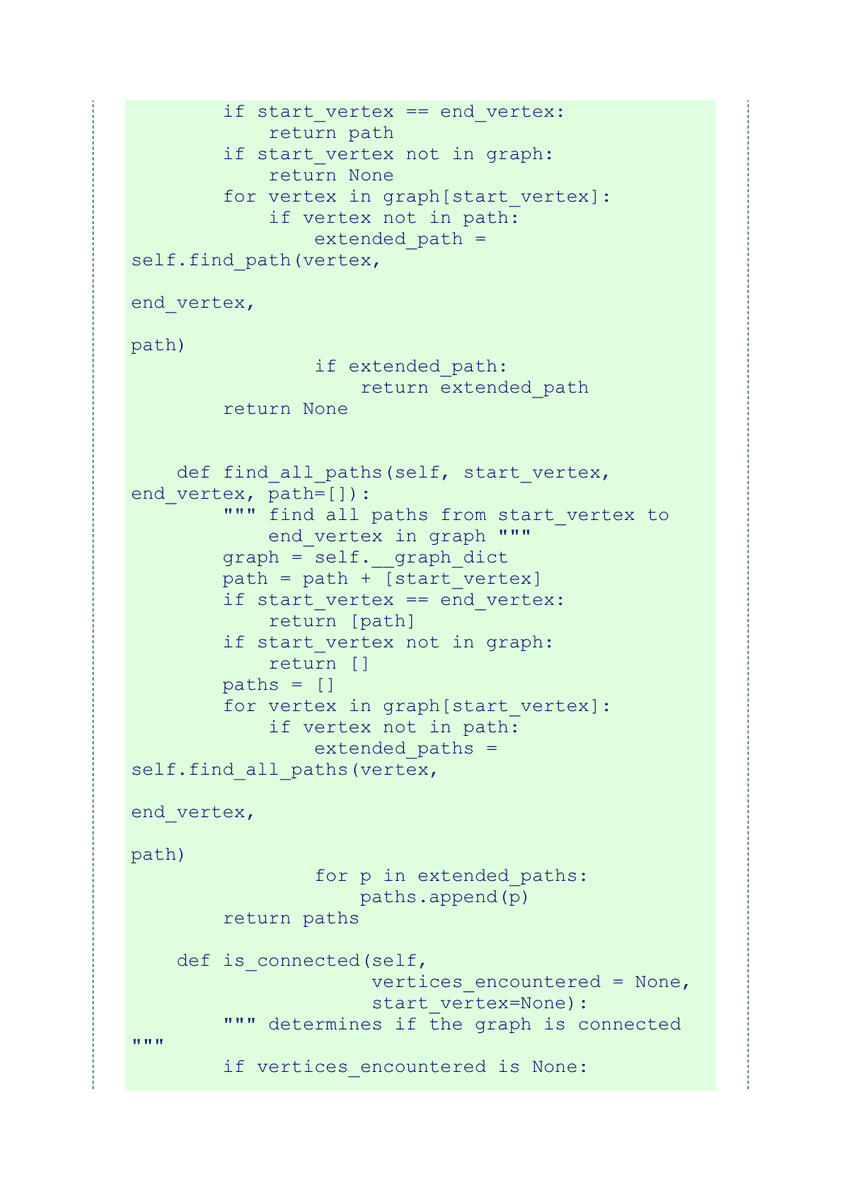 if start_vertex == end_vertex:
            return path
        if start_vertex not in graph:
            return None
        for vertex in graph[start_vertex]:
            if vertex not in path:
                extended_path =
self.find_path(vertex,

end_vertex,

path)
                if extended_path:
                    return extended_path
        return None


    def find_all_paths(self, start_vertex,
end_vertex, path=[]):
        """ find all paths from start_vertex to
            end_vertex in graph """
        graph = self.__graph_dict
        path = path + [start_vertex]
        if start_vertex == end_vertex:
            return [path]
        if start_vertex not in graph:
            return []
        paths = []
        for vertex in graph[start_vertex]:
            if vertex not in path:
                extended_paths =
self.find_all_paths(vertex,

end_vertex,

path)
                for p in extended_paths:
                    paths.append(p)
        return paths

    def is_connected(self,
                     vertices_encountered = None,
                     start_vertex=None):
        """ determines if the graph is connected
"""
        if vertices_encountered is None: